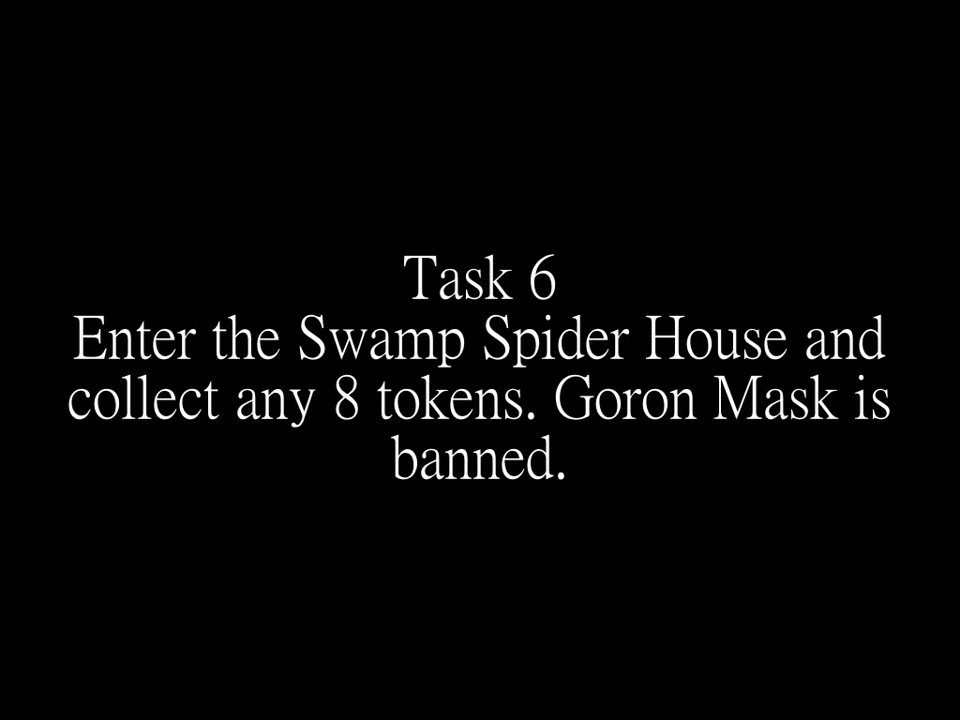 Task 6
Enter the Swamp Spider House and
collect any 8 tokens. Goron Mask is
banned.